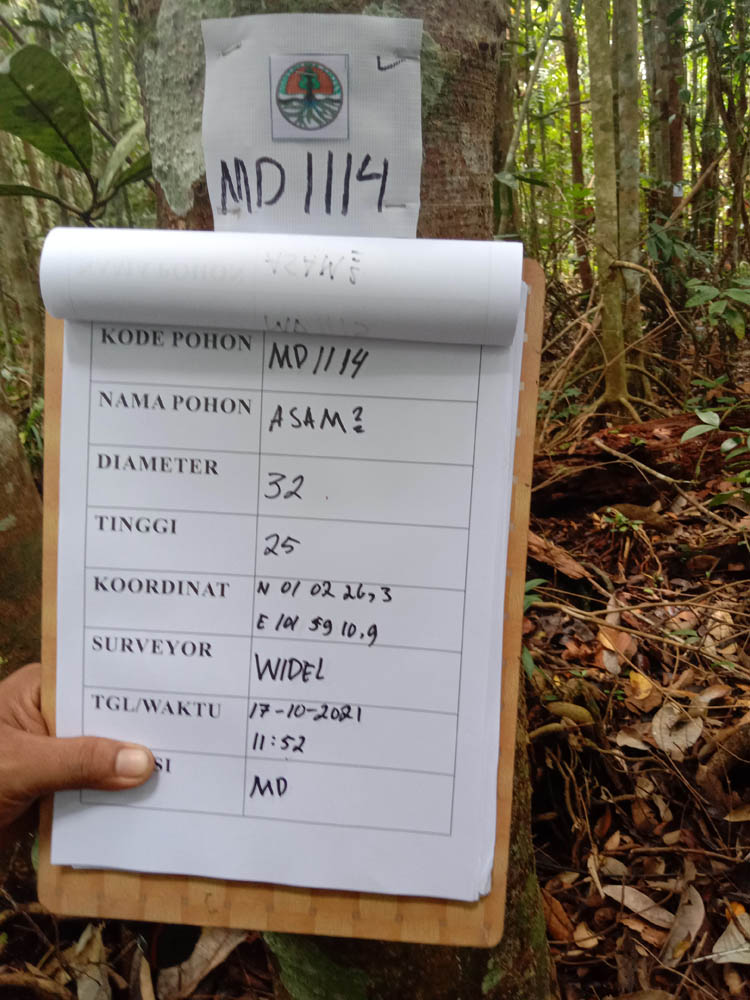 MD 1114
KODE POHON MD 1114
NAMA POHON ASAM2
DIAMETER 32
TINGGI 25
KOORDINAT N 01 02 26,3
E 101 59 10.9
SURVEYOR WIDEL
TGL/WAKTU 17-10-2021
11:52
SI MD